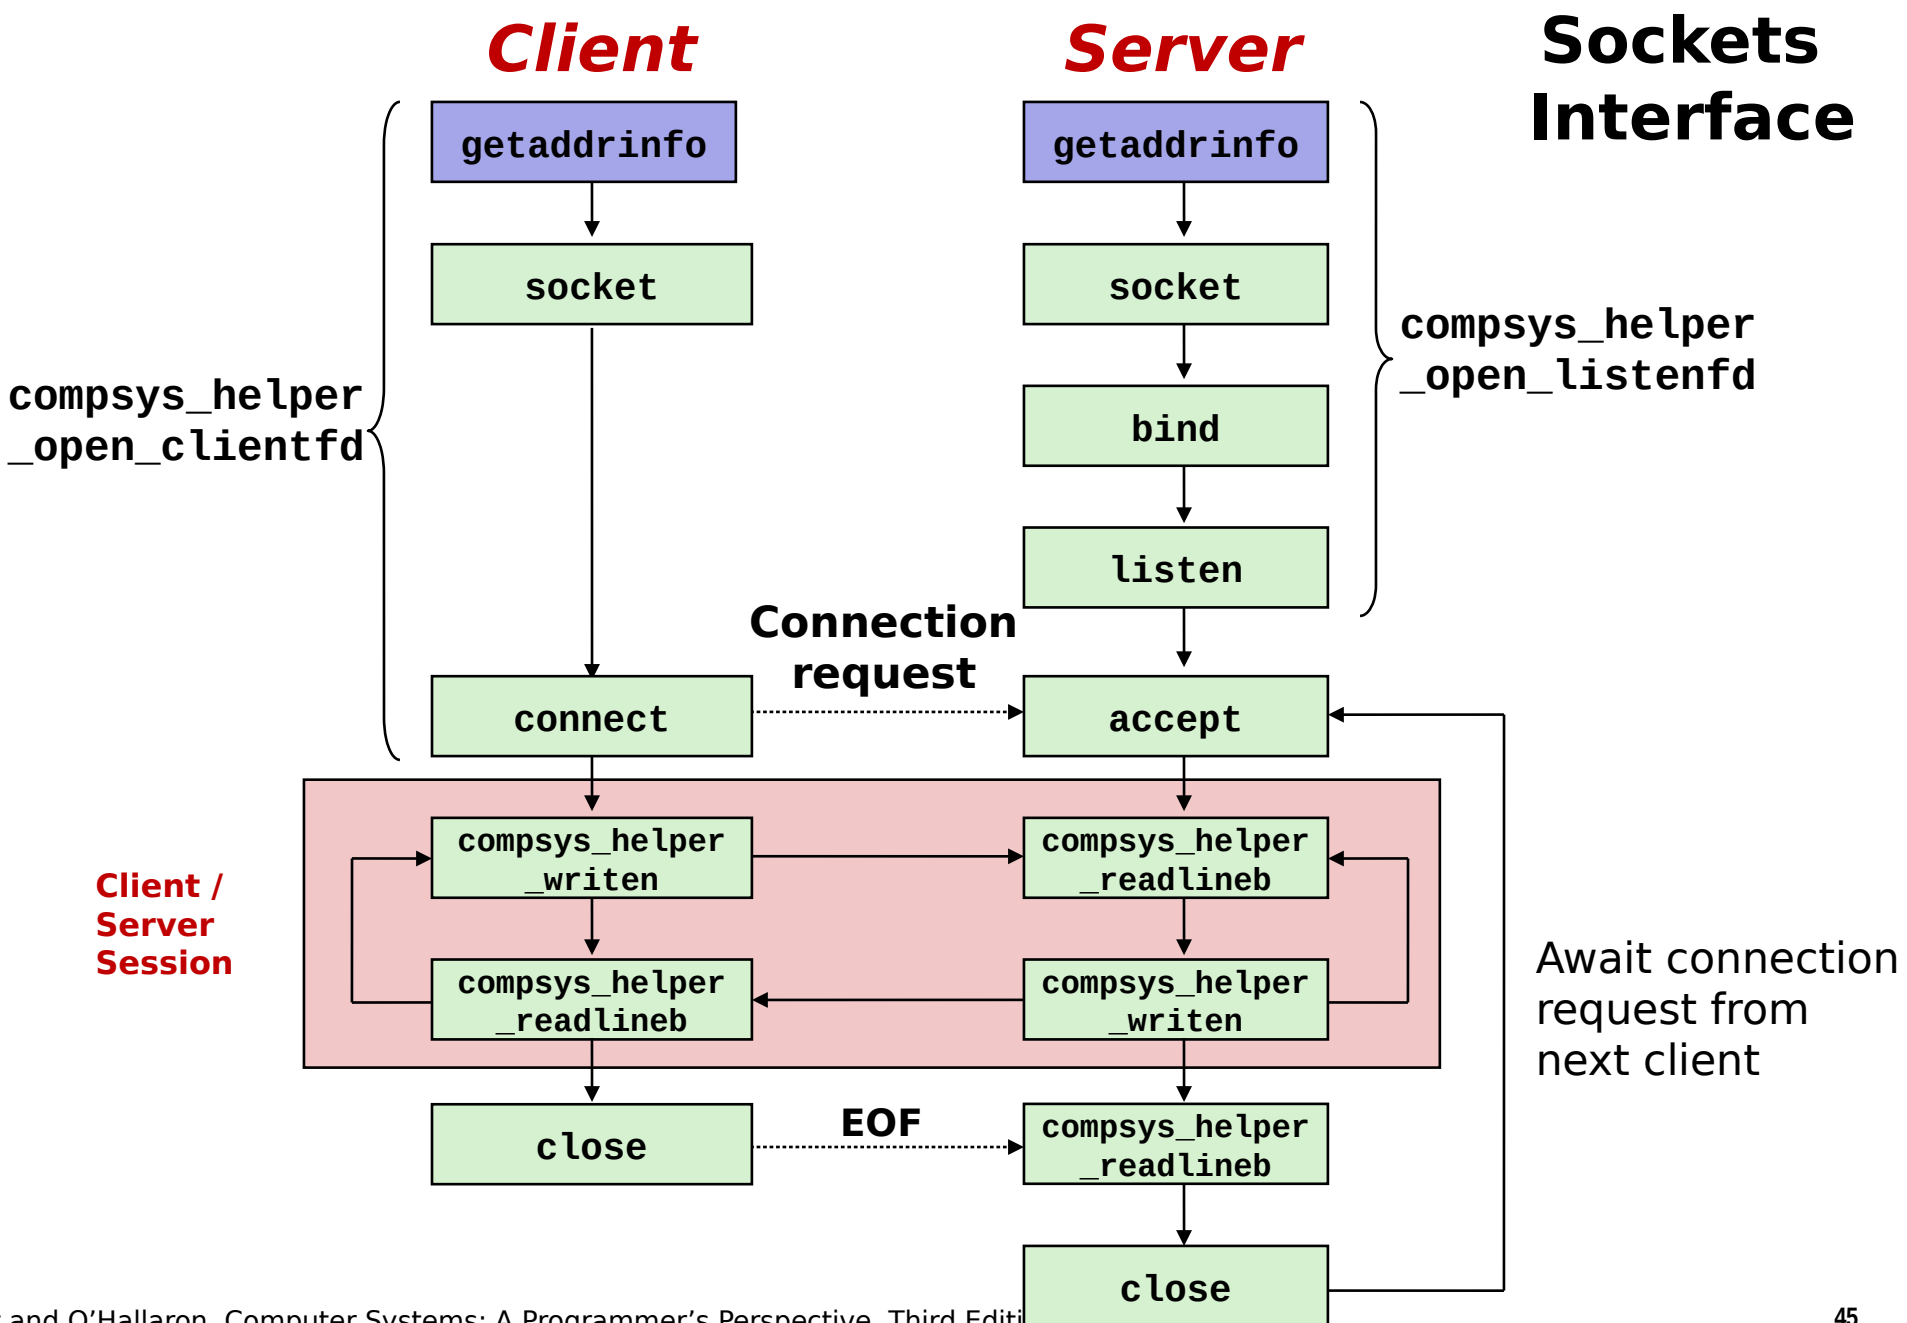 Client
Server
Sockets
Interface
getaddrinfo
getaddrinfo
socket
socket
compsys_helper
_open_listenfd
compsys_helper
_open_clientfd
bind
listen
Connection
request
connect
accept
compsys_helper
_writen
compsys_helper
_readlineb
Client /
Server
Session
compsys_helper
_readlineb
compsys_helper
_writen
Await connection
request from
next client
close
EOF
compsys_helper
_readlineb
close
and O’Hallaron, Computer Systems: A Programmer’s Perspective, Third
45